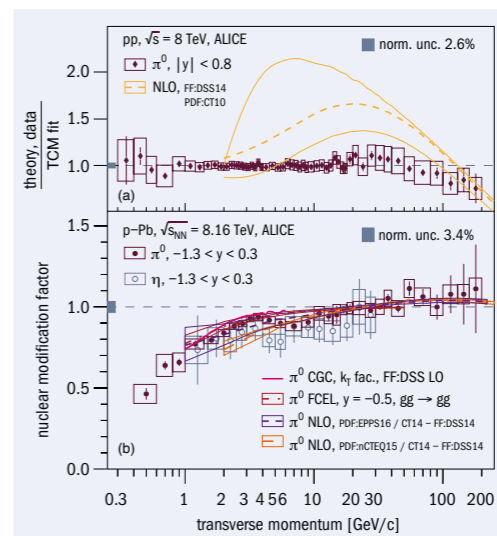 pp, √s = 8 TeV, ALICE
norm. unc. 2.6%
π⁰, |y| < 0.8
NLO, FF:DSS14
PDF:CT10
theory, data
TCM fit
2.0
1.5
1.0
(a)
p–Pb, √sNN = 8.16 TeV, ALICE
norm. unc. 3.4%
π⁰, −1.3 < y < 0.3
η, −1.3 < y < 0.3
nuclear modification factor
1.5
1.0
0.5
0.0
π⁰ CGC, kT fac., FF:DSS LO
π⁰ FCEL, y = −0.5, gg → gg
π⁰ NLO, PDF:EPPS16 / CT14 – FF:DSS14
π⁰ NLO, PDF:nCTEQ15 / CT14 – FF:DSS14
(b)
0.3 1 2 3 4 5 6 10 20 30 100 200
transverse momentum [GeV/c]